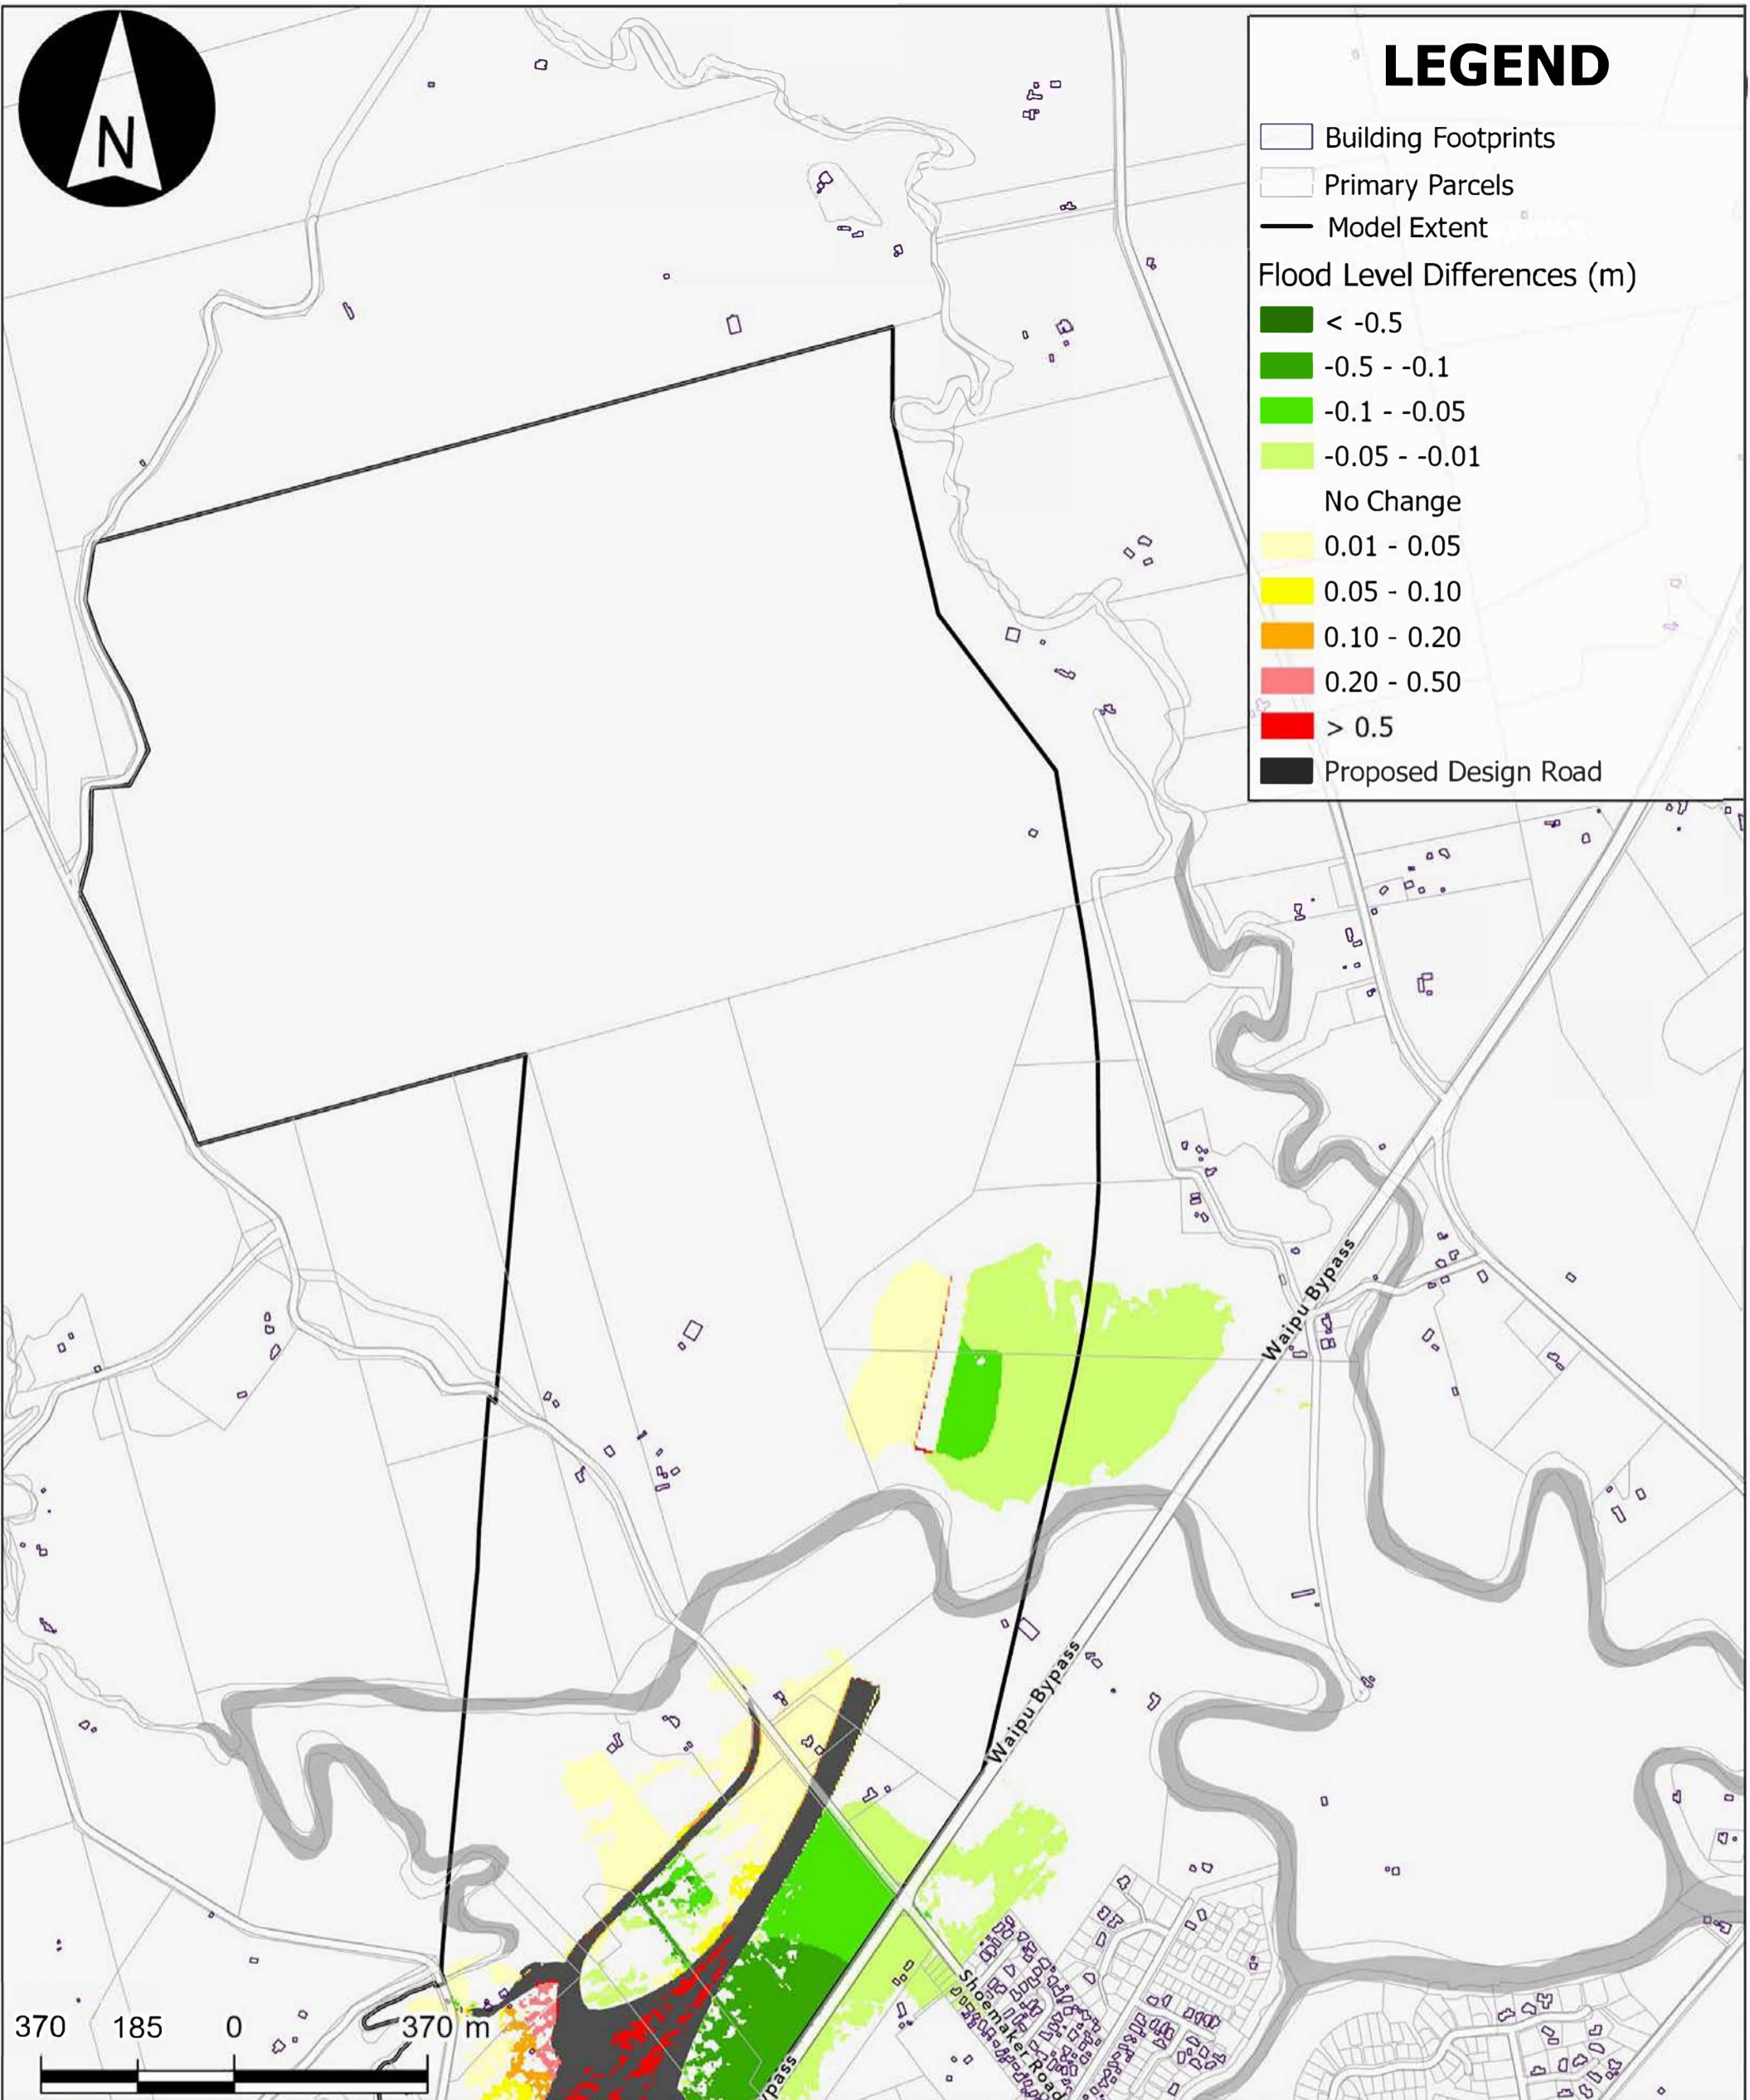 N
LEGEND
Building Footprints
Primary Parcels
Model Extent
Flood Level Differences (m)
< -0.5
-0.5 - -0.1
-0.1 - -0.05
-0.05 - -0.01
No Change
0.01 - 0.05
0.05 - 0.10
0.10 - 0.20
0.20 - 0.50
> 0.5
Proposed Design Road
Waipu Bypass
Waipu Bypass
Shoemaker Road
ypass
370 185 0 370 m